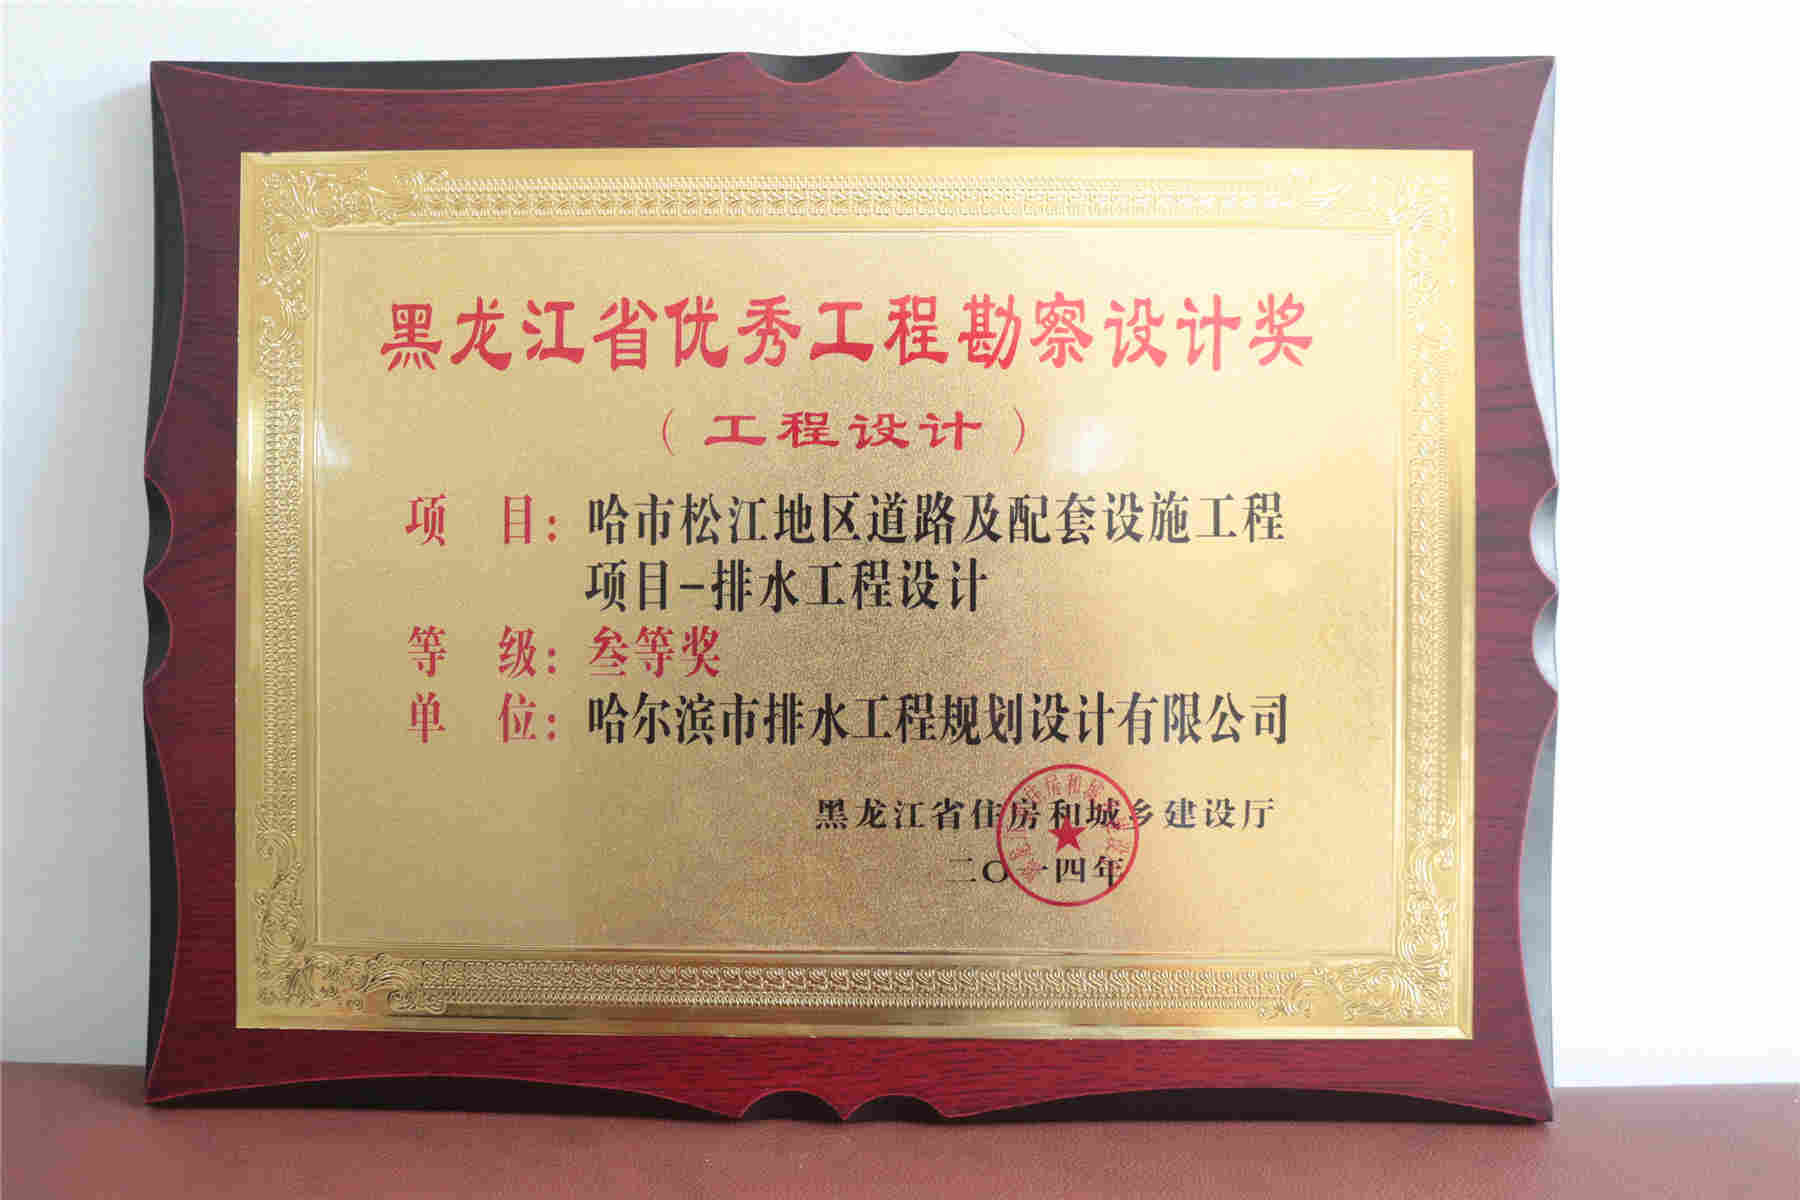 黑龙江省优秀工程勘察设计奖
（工程设计）
项 目：哈市松江地区道路及配套设施工程
项目-排水工程设计
等 级：叁等奖
单 位：哈尔滨市排水工程规划设计有限公司
黑龙江省住房和城乡建设厅
二〇一四年